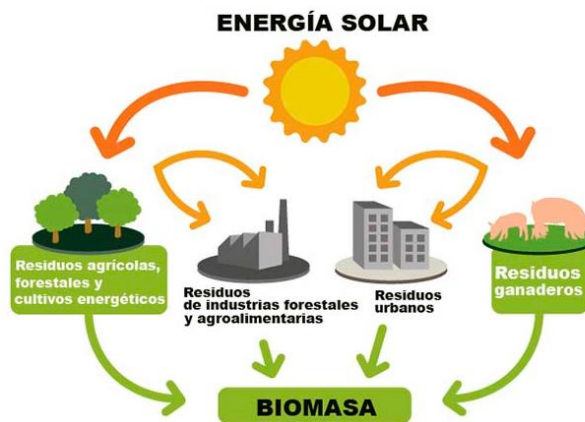 ENERGÍA SOLAR
Residuos agrícolas,
forestales y
cultivos energéticos
Residuos
de industrias forestales
y agroalimentarias
Residuos
urbanos
Residuos
ganaderos
BIOMASA